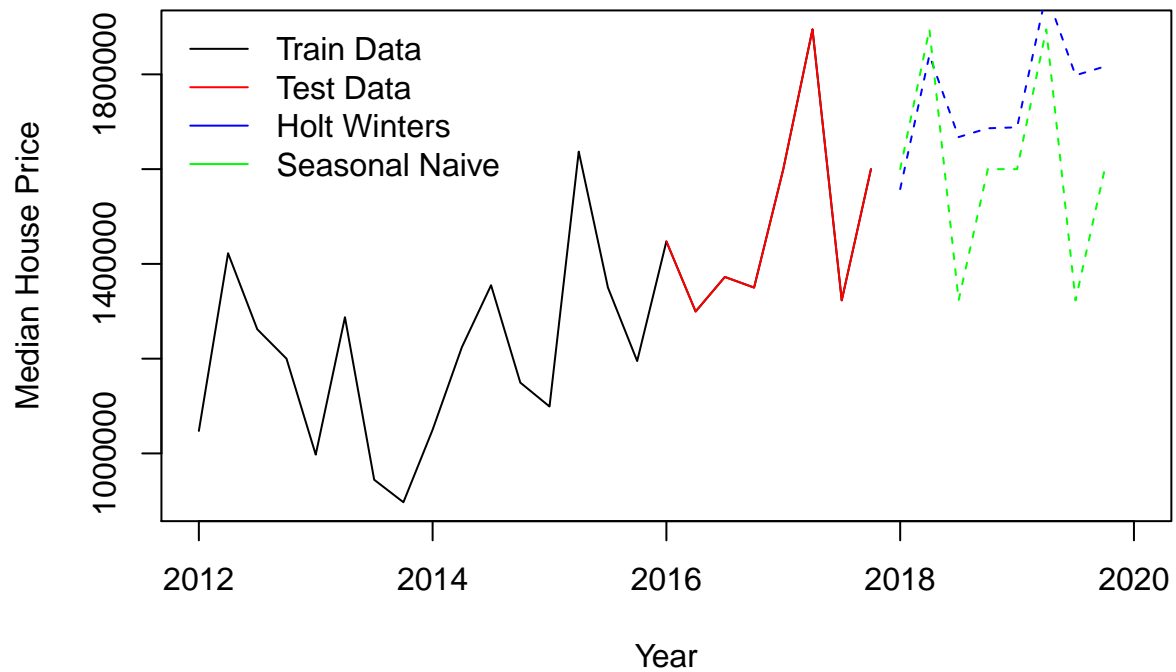 Train Data
Test Data
Holt Winters
Seasonal Naive
Median House Price
1800000
1400000
1000000
2012 2014 2016 2018 2020
Year